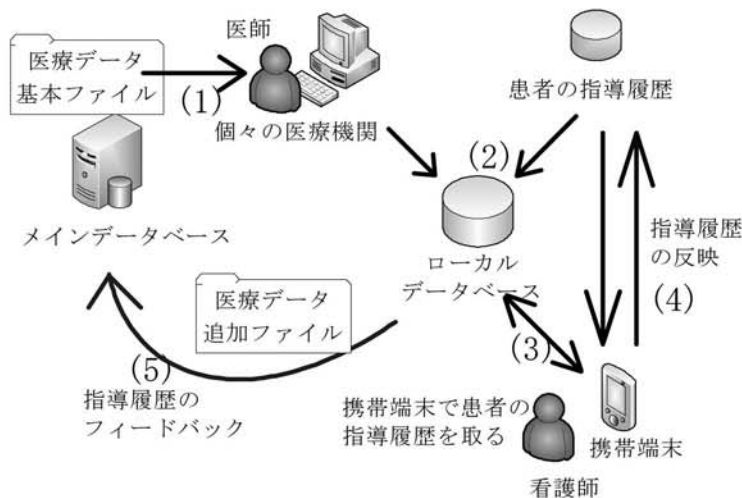 医師
医療データ
基本ファイル
(1)
個々の医療機関
患者の指導履歴
(2)
メインデータベース
ローカル
データベース
指導履歴
の反映
(4)
医療データ
追加ファイル
(3)
(5)
指導履歴の
フィードバック
携帯端末で患者の
指導履歴を取る
携帯端末
看護師